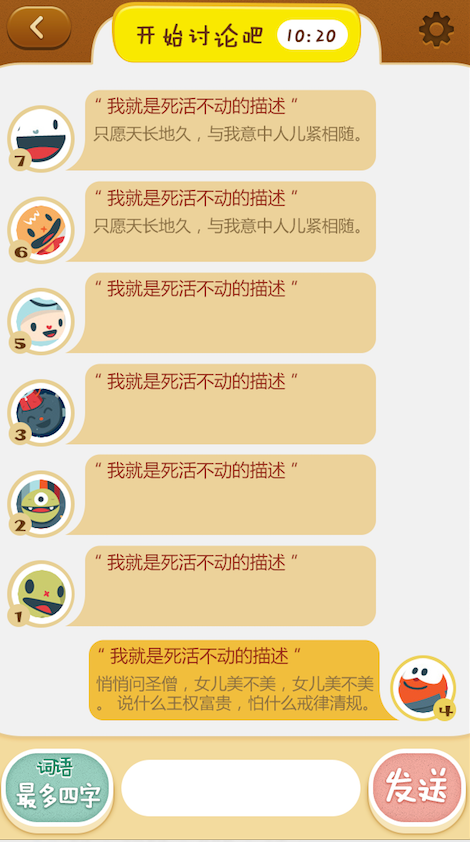 开始讨论吧 10:20
“ 我就是死活不动的描述 “
只愿天长地久，与我意中人儿紧相随。
7
“ 我就是死活不动的描述 “
只愿天长地久，与我意中人儿紧相随。
6
“ 我就是死活不动的描述 “
5
“ 我就是死活不动的描述 “
3
“ 我就是死活不动的描述 “
2
“ 我就是死活不动的描述 “
1
“ 我就是死活不动的描述 “
悄悄问圣僧，女儿美不美，女儿美不美
。 说什么王权富贵，怕什么戒律清规。
4
词语
最多四字
发送